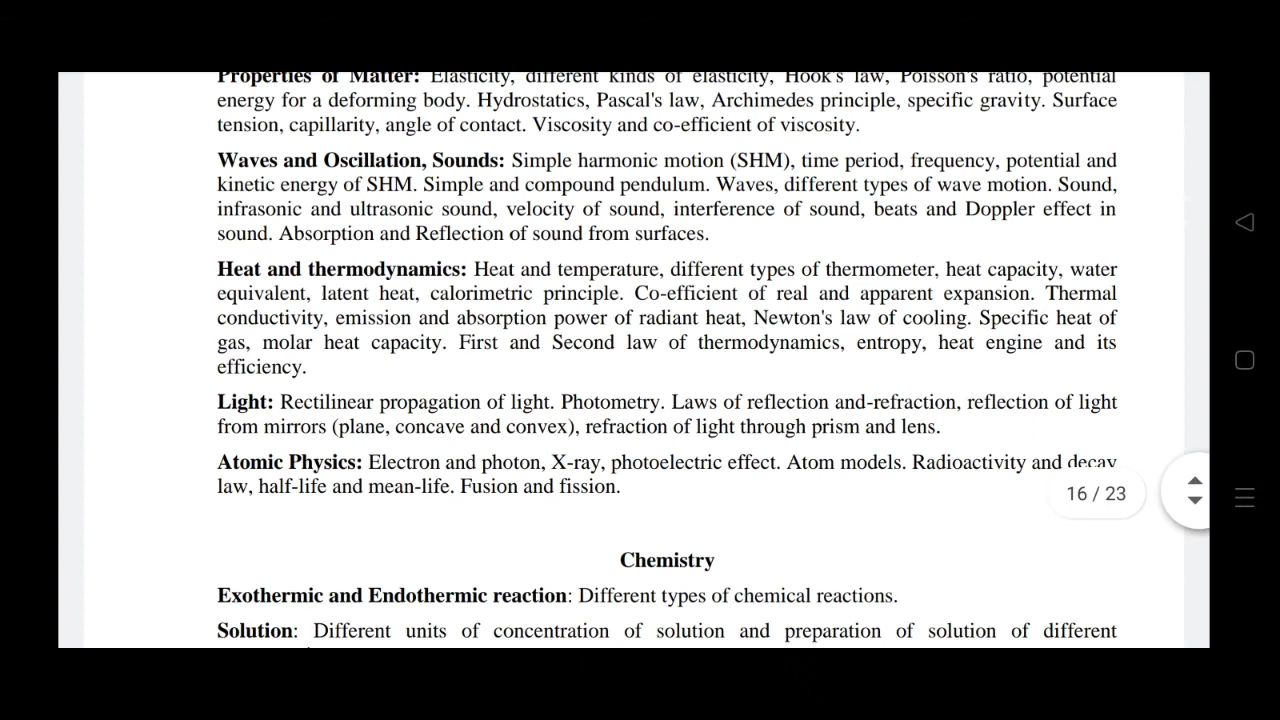 Properties of Matter: Elasticity, different kinds of elasticity, Hook's law, Poisson's ratio, potential
energy for a deforming body. Hydrostatics, Pascal's law, Archimedes principle, specific gravity. Surface
tension, capillarity, angle of contact. Viscosity and co-efficient of viscosity.
Waves and Oscillation, Sounds: Simple harmonic motion (SHM), time period, frequency, potential and
kinetic energy of SHM. Simple and compound pendulum. Waves, different types of wave motion. Sound,
infrasonic and ultrasonic sound, velocity of sound, interference of sound, beats and Doppler effect in
sound. Absorption and Reflection of sound from surfaces.
Heat and thermodynamics: Heat and temperature, different types of thermometer, heat capacity, water
equivalent, latent heat, calorimetric principle. Co-efficient of real and apparent expansion. Thermal
conductivity, emission and absorption power of radiant heat, Newton's law of cooling. Specific heat of
gas, molar heat capacity. First and Second law of thermodynamics, entropy, heat engine and its
efficiency.
Light: Rectilinear propagation of light. Photometry. Laws of reflection and-refraction, reflection of light
from mirrors (plane, concave and convex), refraction of light through prism and lens.
Atomic Physics: Electron and photon, X-ray, photoelectric effect. Atom models. Radioactivity and decay
law, half-life and mean-life. Fusion and fission.
16 / 23
Chemistry
Exothermic and Endothermic reaction: Different types of chemical reactions.
Solution: Different units of concentration of solution and preparation of solution of different